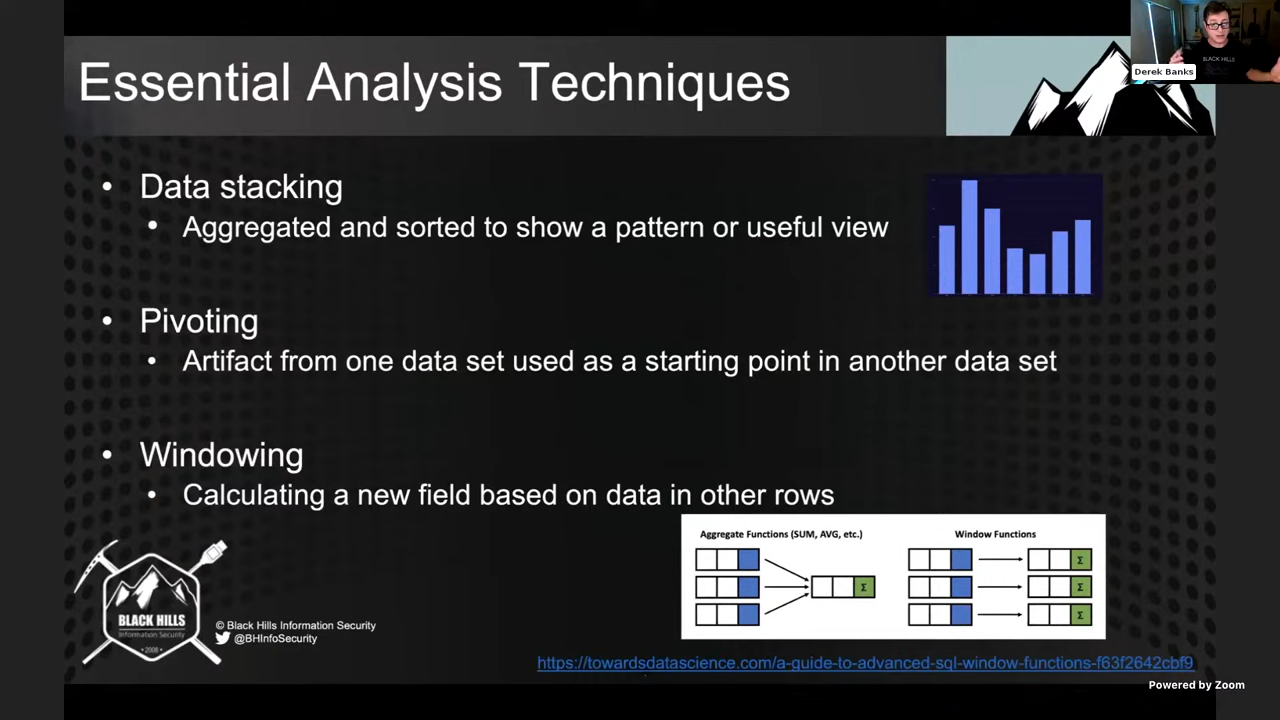 Essential Analysis Techniques
BLACK HILLS
Derek Banks
• Data stacking
• Aggregated and sorted to show a pattern or useful view
• Pivoting
• Artifact from one data set used as a starting point in another data set
• Windowing
• Calculating a new field based on data in other rows
Aggregate Functions (SUM, AVG, etc.)
Window Functions
Σ
Σ
Σ
Σ
BLACK HILLS
Information Security
• 2008 •
© Black Hills Information Security
@BHInfoSecurity
https://towardsdatascience.com/a-guide-to-advanced-sql-window-functions-f63f2642cbf9
Powered by Zoom